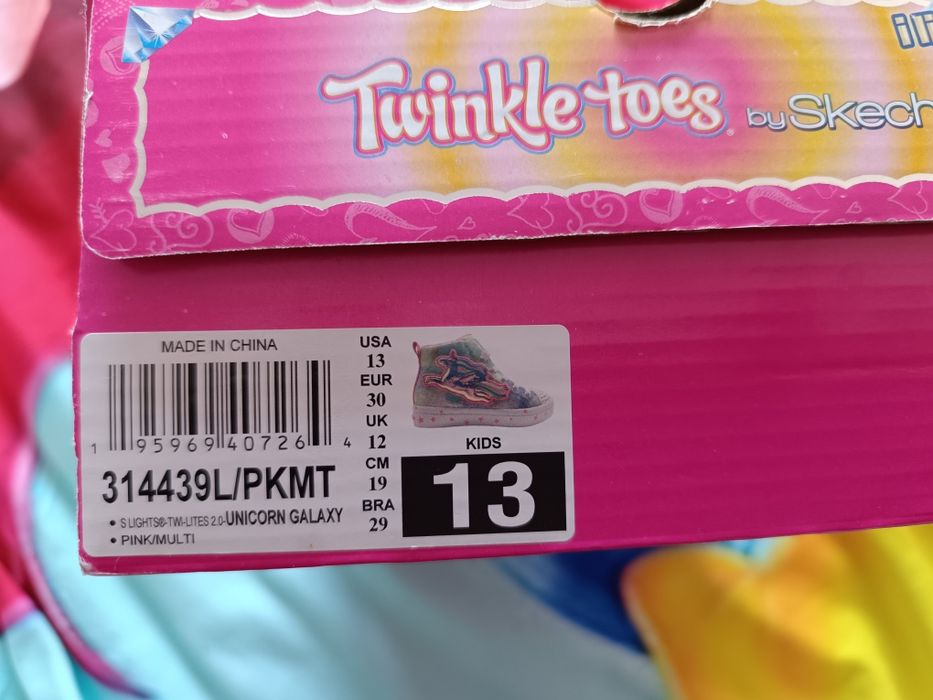 Twinkle toes by Skech
MADE IN CHINA
1 95969 40726 4
314439L/PKMT
• S LIGHTS®-TWI-LITES 2.0-UNICORN GALAXY
• PINK/MULTI
USA
13
EUR
30
UK
12
CM
19
BRA
29
KIDS
13